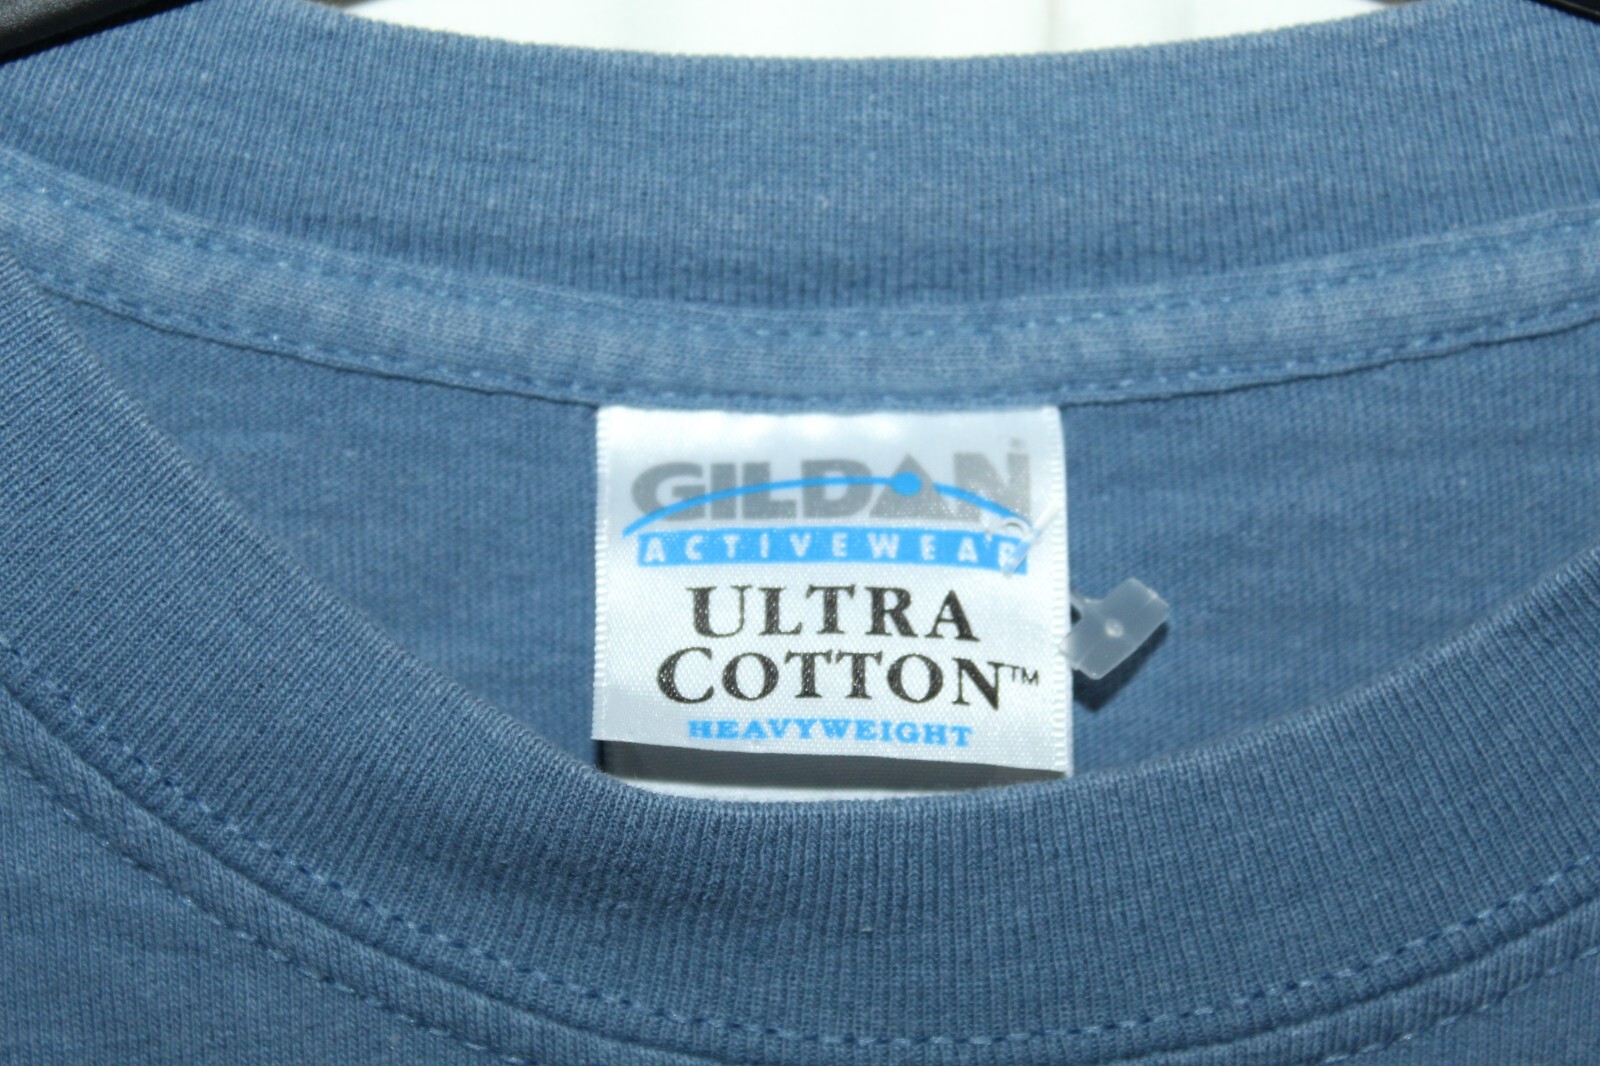 GILDAN
ACTIVEWEAR
ULTRA
COTTON™
HEAVYWEIGHT